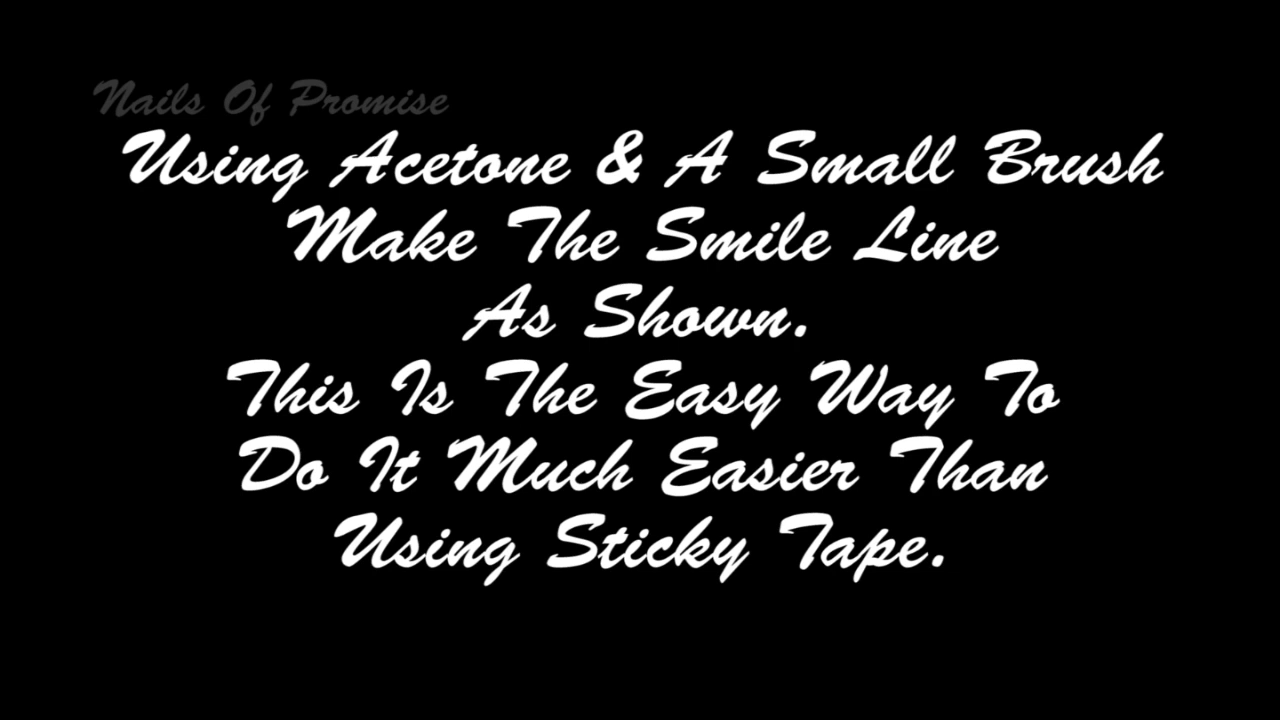 Nails Of Promise
Using Acetone & A Small Brush
Make The Smile Line
As Shown.
This Is The Easy Way To
Do It Much Easier Than
Using Sticky Tape.